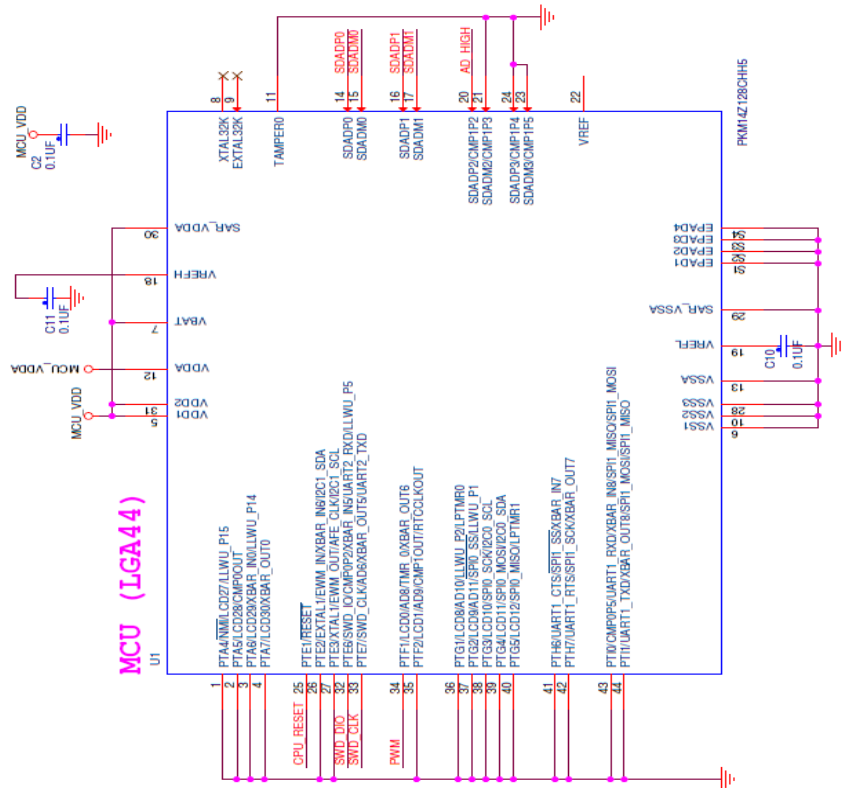 MCU (LGA44)
U1
1 PTA4/NMI/LCD27/LLWU_P15
2 PTA5/LCD28/CMP0OUT
3 PTA6/LCD29/XBAR_IN0/LLWU_P14
4 PTA7/LCD30/XBAR_OUT0
CPU_RESET 25 PTE1/RESET
26 PTE2/EXTAL1/EWM_IN/XBAR_IN6/I2C1_SDA
27 PTE3/XTAL1/EWM_OUT/AFE_CLK/I2C1_SCL
SWD_DIO 32 PTE6/SWD_IO/CMP0P2/XBAR_IN5/UART2_RXD/LLWU_P5
SWD_CLK 33 PTE7/SWD_CLK/AD6/XBAR_OUT5/UART2_TXD
PWM 34 PTF1/LCD0/AD8/TMR_0/XBAR_OUT6
35 PTF2/LCD1/AD9/CMP1OUT/RTCCLKOUT
36 PTG1/LCD8/AD10/LLWU_P2/LPTMR0
37 PTG2/LCD9/AD11/SPI0_SS/LLWU_P1
38 PTG3/LCD10/SPI0_SCK/I2C0_SCL
39 PTG4/LCD11/SPI0_MOSI/I2C0_SDA
40 PTG5/LCD12/SPI0_MISO/LPTMR1
41 PTH6/UART1_CTS/SPI1_SS/XBAR_IN7
42 PTH7/UART1_RTS/SPI1_SCK/XBAR_OUT7
43 PTI0/CMP0P5/UART1_RXD/XBAR_IN8/SPI1_MISO/SPI1_MOSI
44 PTI1/UART1_TXD/XBAR_OUT8/SPI1_MOSI/SPI1_MISO
MCU_VDD
5 VDD1
31 VDD2
MCU_VDDA
12 VDDA
7 VBAT
18 VREFH
C11
0.1UF
30 SAR_VDDA
MCU_VDD
C2
0.1UF
6 VSS1
10 VSS2
28 VSS3
13 VSSA
19 VREFL
C10
0.1UF
29 SAR_VSSA
S1 EPAD1
EPAD2
S3 EPAD3
S4 EPAD4
XTAL32K 8
EXTAL32K 9
TAMPER0 11
SDADP0 14 SDADP0
SDADM0 15 SDADM0
SDADP1 16 SDADP1
SDADM1 17 SDADM1
SDADP2/CMP1P2 20 AD_HIGH
SDADM2/CMP1P3 21
SDADP3/CMP1P4 24
SDADM3/CMP1P5 23
VREF 22
PKM14Z128CHH5